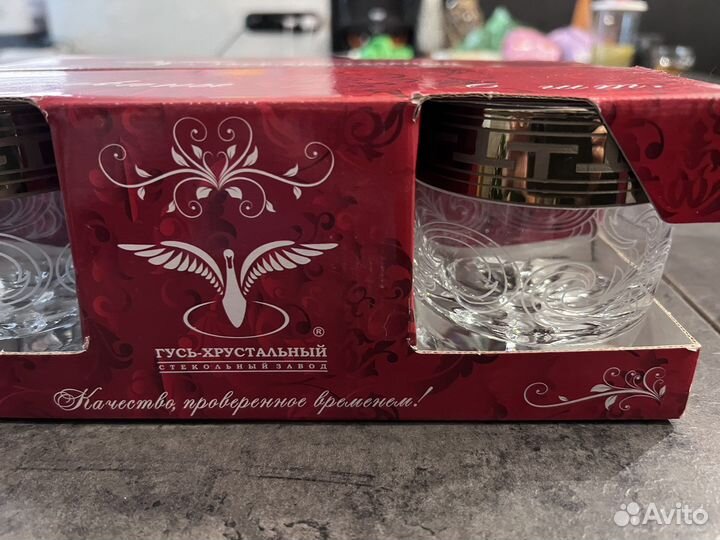 ®
ГУСЬ-ХРУСТАЛЬНЫЙ
СТЕКОЛЬНЫЙ ЗАВОД
Качество, проверенное временем!
Avito